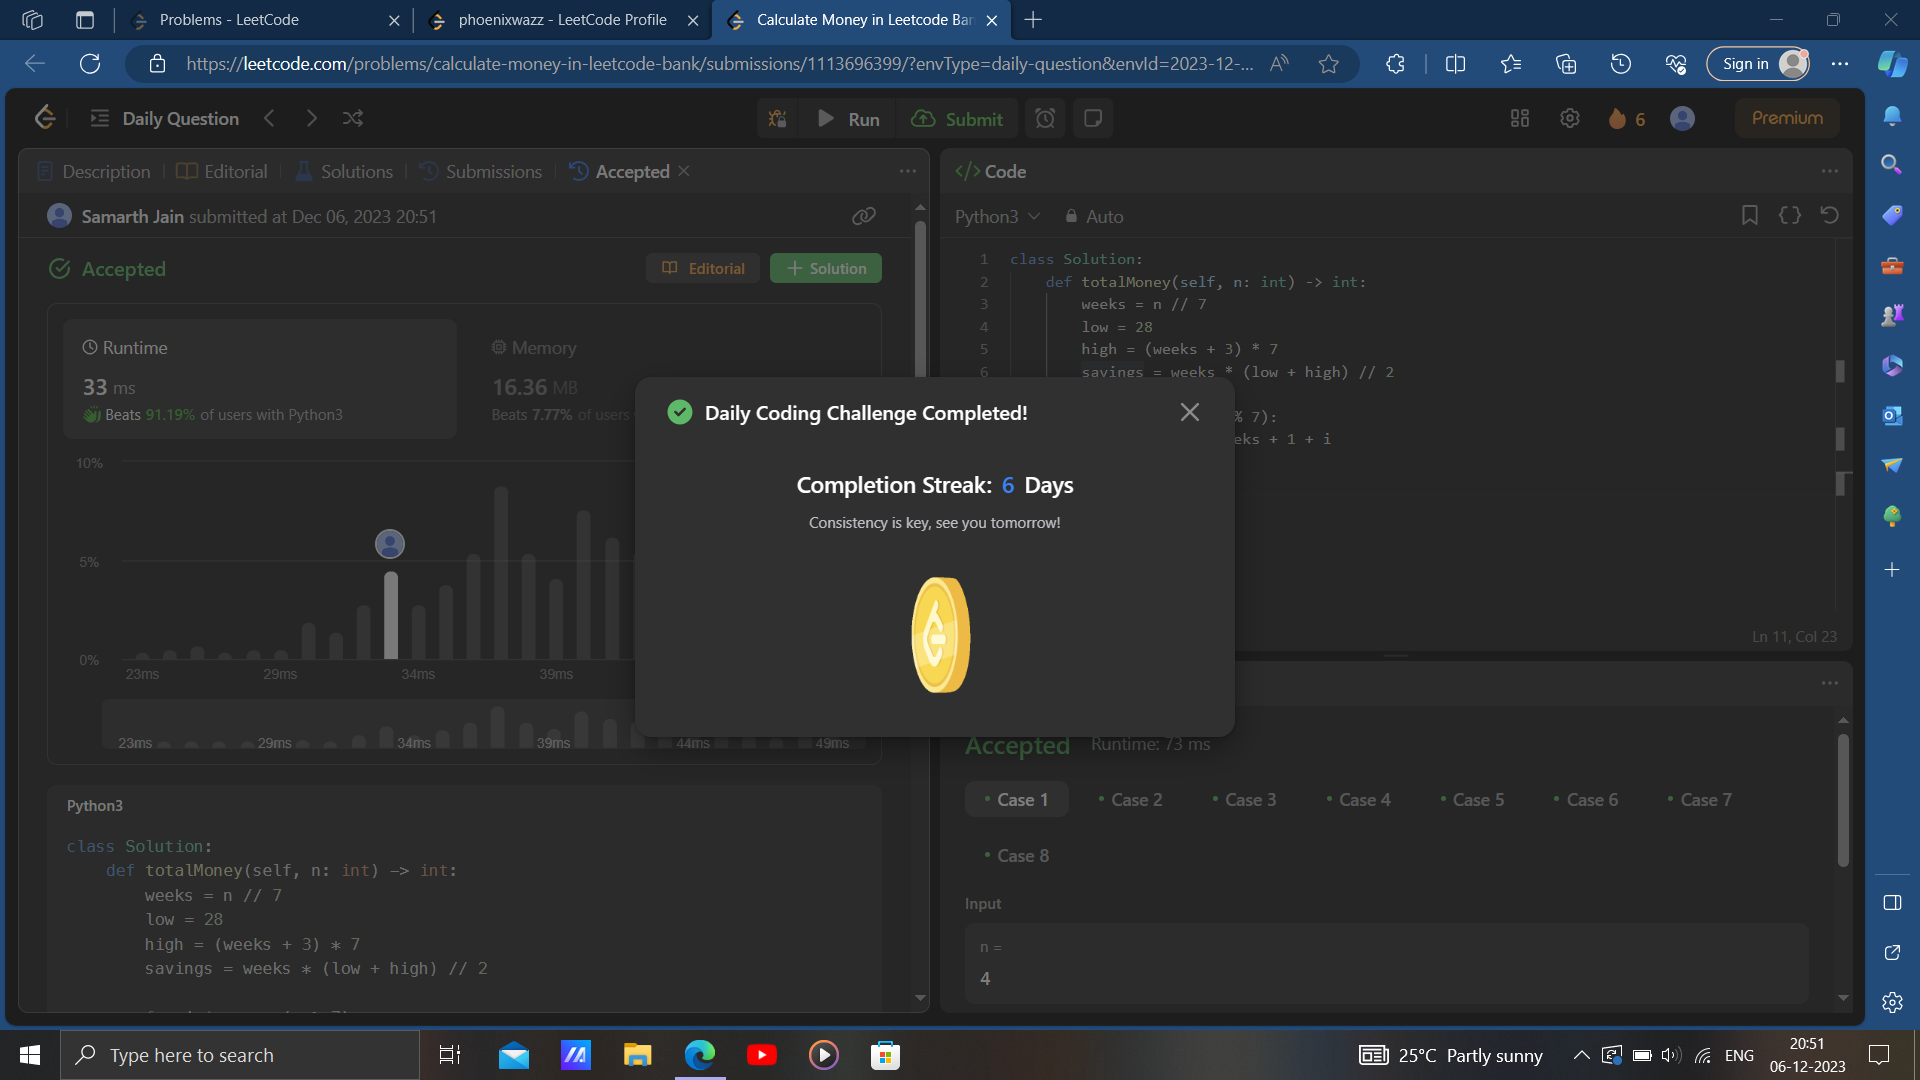 Problems - LeetCode
phoenixwazz - LeetCode Profile
Calculate Money in Leetcode Ban
https://leetcode.com/problems/calculate-money-in-leetcode-bank/submissions/1113696399/?envType=daily-question&envId=2023-12-...
Sign in
Daily Question
Run
Submit
6
Premium
Description
Editorial
Solutions
Submissions
Accepted
</> Code
Samarth Jain submitted at Dec 06, 2023 20:51
Python3
Auto
Accepted
Editorial
+ Solution
1 class Solution:
2 def totalMoney(self, n: int) -> int:
3 weeks = n // 7
4 low = 28
5 high = (weeks + 3) * 7
6 savings = weeks * (low + high) // 2
% 7):
eks + 1 + i
Ln 11, Col 23
Runtime
33 ms
Beats 91.19% of users with Python3
Memory
16.36 MB
Beats 7.77% of users
10%
5%
0%
23ms 29ms 34ms 39ms
23ms 29ms 34ms 39ms 44ms 49ms
Daily Coding Challenge Completed!
Completion Streak: 6 Days
Consistency is key, see you tomorrow!
Accepted Runtime: 73 ms
• Case 1 • Case 2 • Case 3 • Case 4 • Case 5 • Case 6 • Case 7
• Case 8
Input
n =
4
Python3
class Solution:
def totalMoney(self, n: int) -> int:
weeks = n // 7
low = 28
high = (weeks + 3) * 7
savings = weeks * (low + high) // 2
Type here to search
25°C Partly sunny
ENG
20:51
06-12-2023